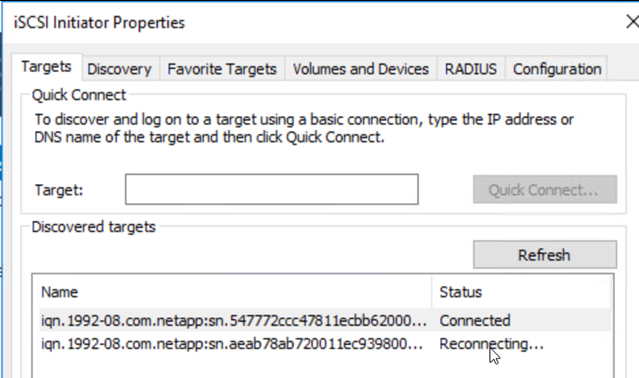 iSCSI Initiator Properties
Targets Discovery Favorite Targets Volumes and Devices RADIUS Configuration
Quick Connect
To discover and log on to a target using a basic connection, type the IP address or
DNS name of the target and then click Quick Connect.
Target: Quick Connect...
Discovered targets
Refresh
Name Status
iqn.1992-08.com.netapp:sn.547772ccc47811ecbb62000... Connected
iqn.1992-08.com.netapp:sn.aeab78ab720011ec939800... Reconnecting...